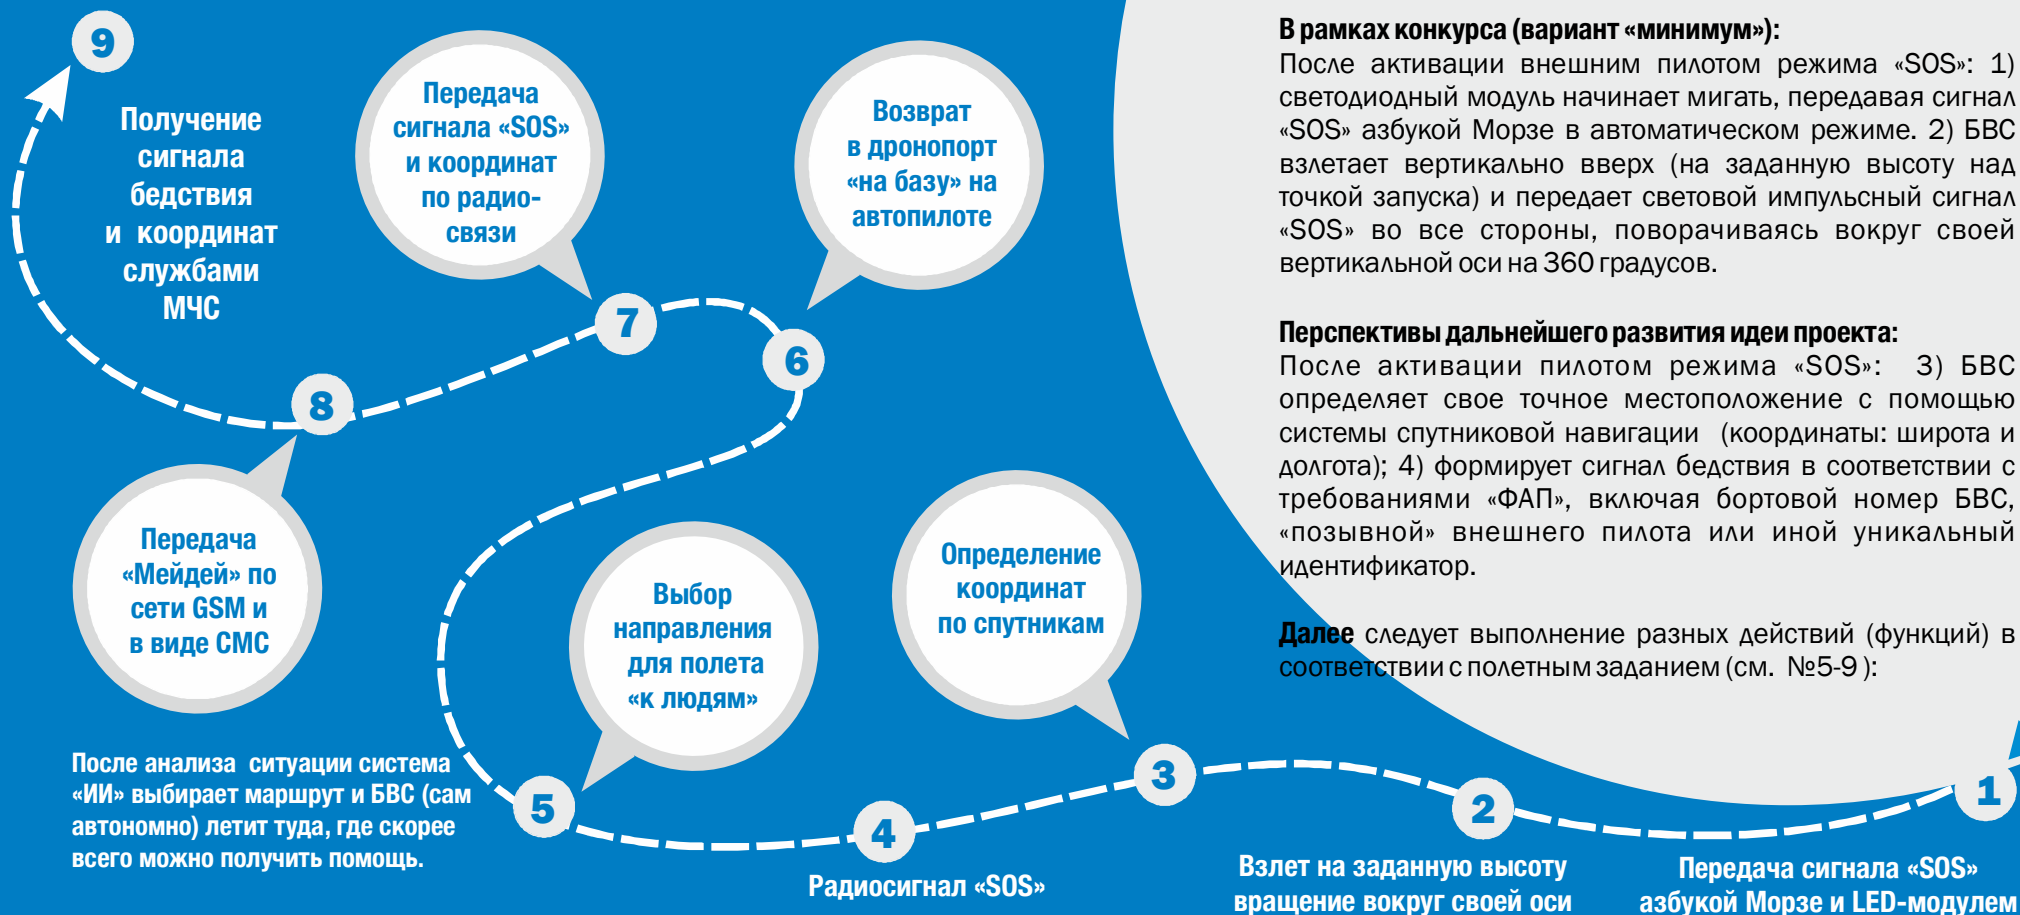 9
Получение
сигнала
бедствия
и координат
службами
МЧС
Передача
сигнала «SOS»
и координат
по радио-
связи
7
Возврат
в дронопорт
«на базу» на
автопилоте
6
8
Передача
«Мейдей» по
сети GSM и
в виде СМС
Выбор
направления
для полета
«к людям»
5
После анализа ситуации система
«ИИ» выбирает маршрут и БВС (сам
автономно) летит туда, где скорее
всего можно получить помощь.
4
Радиосигнал «SOS»
Определение
координат
по спутникам
3
2
Взлет на заданную высоту
вращение вокруг своей оси
1
Передача сигнала «SOS»
азбукой Морзе и LED-модулем
В рамках конкурса (вариант «минимум»):
После активации внешним пилотом режима «SOS»: 1)
светодиодный модуль начинает мигать, передавая сигнал
«SOS» азбукой Морзе в автоматическом режиме. 2) БВС
взлетает вертикально вверх (на заданную высоту над
точкой запуска) и передает световой импульсный сигнал
«SOS» во все стороны, поворачиваясь вокруг своей
вертикальной оси на 360 градусов.
Перспективы дальнейшего развития идеи проекта:
После активации пилотом режима «SOS»: 3) БВС
определяет свое точное местоположение с помощью
системы спутниковой навигации (координаты: широта и
долгота); 4) формирует сигнал бедствия в соответствии с
требованиями «ФАП», включая бортовой номер БВС,
«позывной» внешнего пилота или иной уникальный
идентификатор.
Далее следует выполнение разных действий (функций) в
соответствии с полетным заданием (см. №5-9 ):